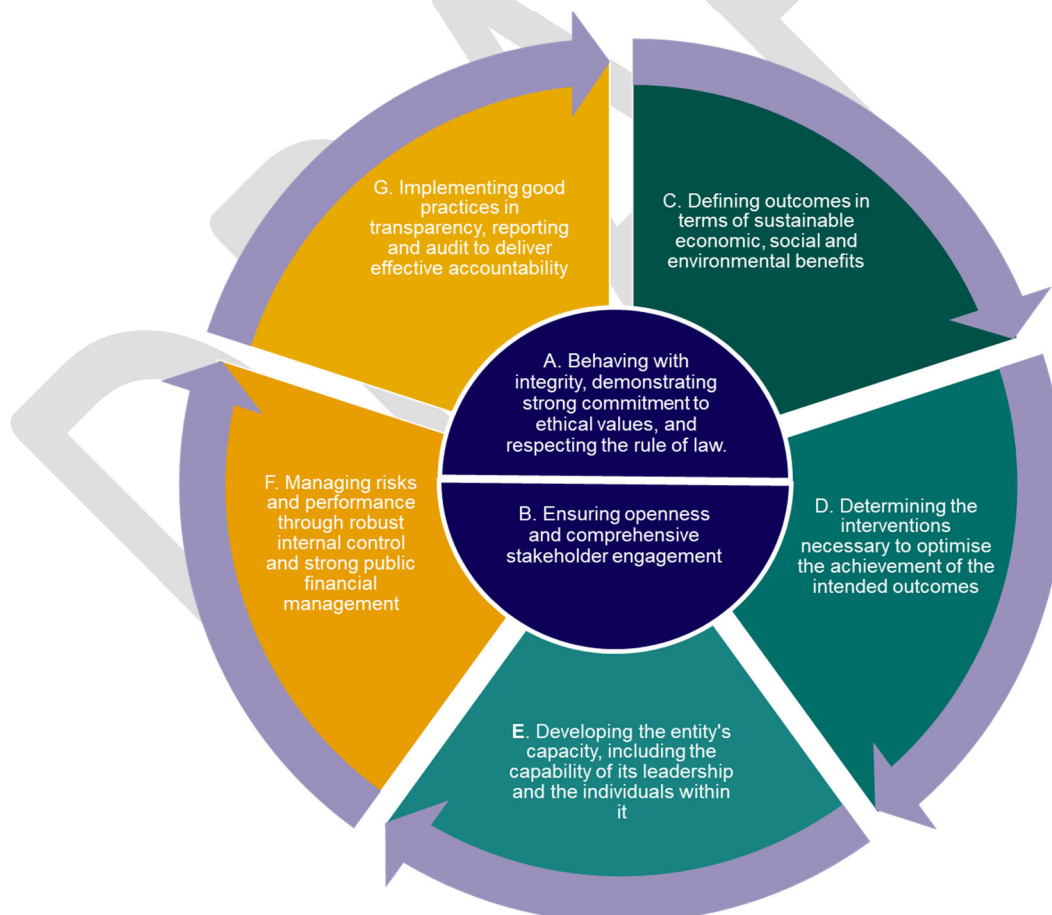 G. Implementing good
practices in
transparency, reporting
and audit to deliver
effective accountability
C. Defining outcomes in
terms of sustainable
economic, social and
environmental benefits
A. Behaving with
integrity, demonstrating
strong commitment to
ethical values, and
respecting the rule of law.
B. Ensuring openness
and comprehensive
stakeholder engagement
F. Managing risks
and performance
through robust
internal control
and strong public
financial
management
D. Determining the
interventions
necessary to optimise
the achievement of the
intended outcomes
E. Developing the entity's
capacity, including the
capability of its leadership
and the individuals within
it